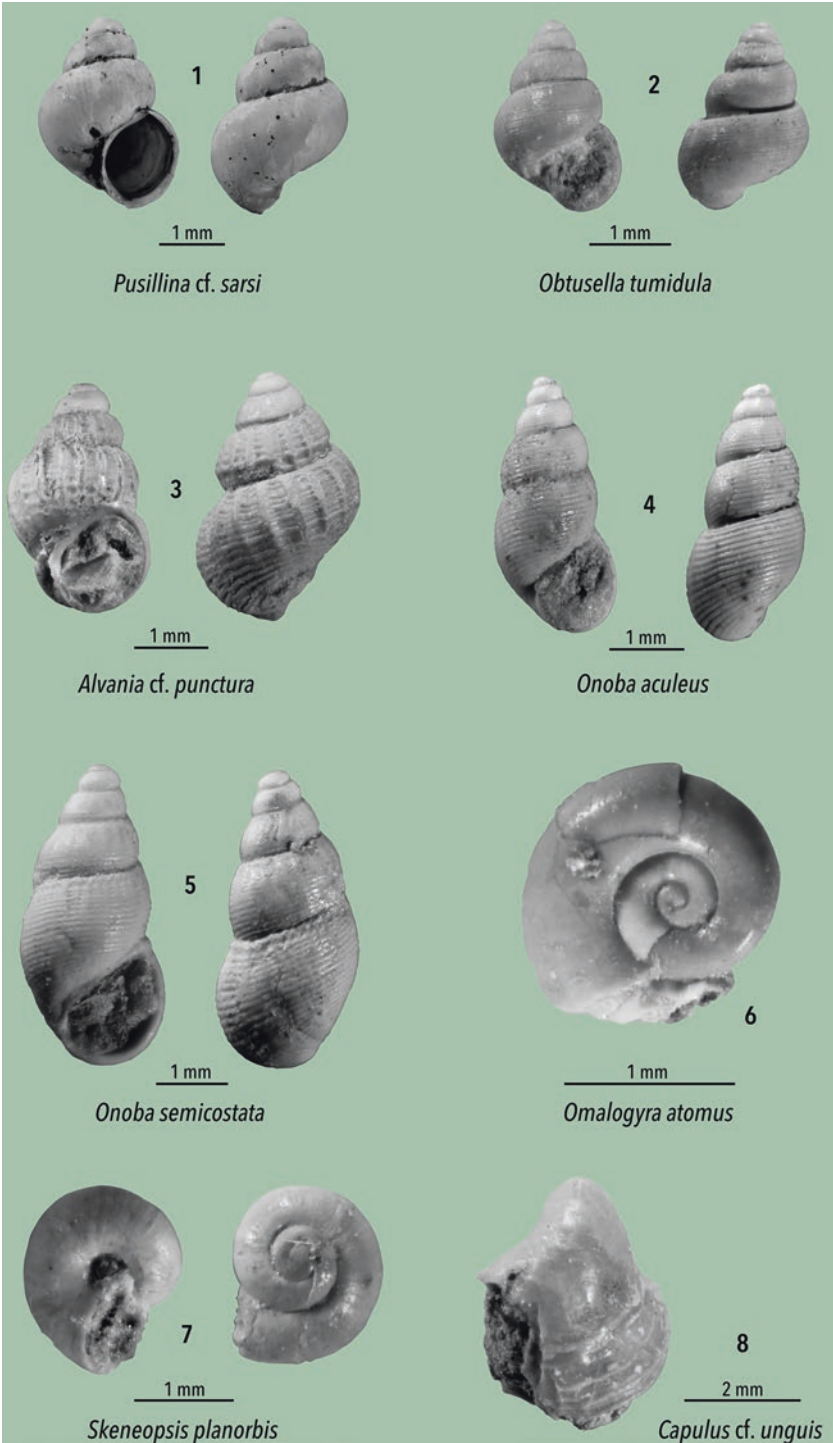 1
1 mm
Pusillina cf. sarsi
2
1 mm
Obtusella tumidula
3
1 mm
Alvania cf. punctura
4
1 mm
Onoba aculeus
5
1 mm
Onoba semicostata
6
1 mm
Omalogyra atomus
7
1 mm
Skeneopsis planorbis
8
2 mm
Capulus cf. unguis